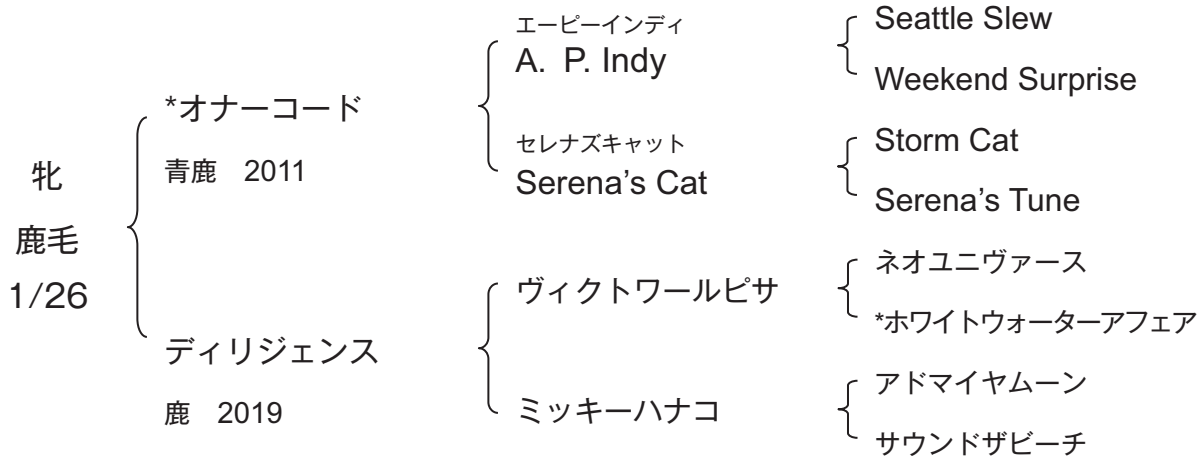 牝
鹿毛
1/26
*オナーコード
青鹿 2011
ディリジェンス
鹿 2019
エーピーインディ
A. P. Indy
セレナズキャット
Serena’s Cat
ヴィクトワールピサ
ミッキーハナコ
Seattle Slew
Weekend Surprise
Storm Cat
Serena’s Tune
ネオユニヴァース
*ホワイトウォーターアフェア
アドマイヤムーン
サウンドザビーチ